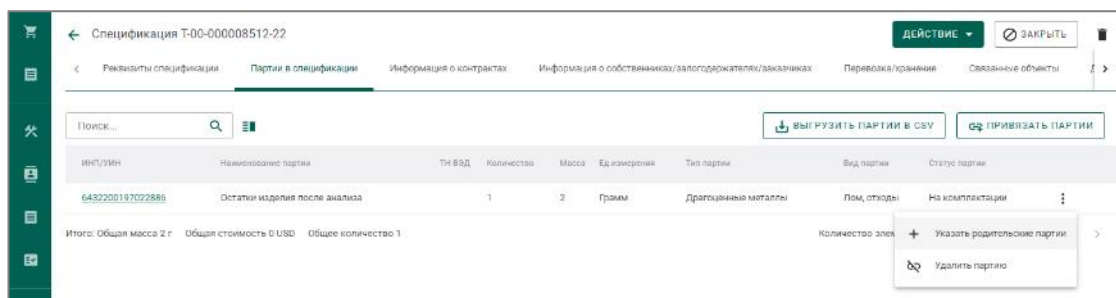 Спецификация Т-00-000008512-22
ДЕЙСТВИЕ
ЗАКРЫТЬ
Реквизиты спецификации
Партии в спецификации
Информация о контрактах
Информация о собственниках/залогодержателях/заказчиках
Перевозка/хранение
Связанные объекты
Поиск...
ВЫГРУЗИТЬ ПАРТИИ В CSV
ПРИВЯЗАТЬ ПАРТИИ
ИНП/УИН Наименование партии ТН ВЭД Количество Масса Ед.измерения Тип партии Вид партии Статус партии
6432200197022886 Остатки изделия после анализа 1 2 Грамм Драгоценные металлы Лом, отходы На комплектации
Итого: Общая масса 2 г Общая стоимость 0 USD Общее количество 1 Количество элем
Указать родительские партии
Удалить партию